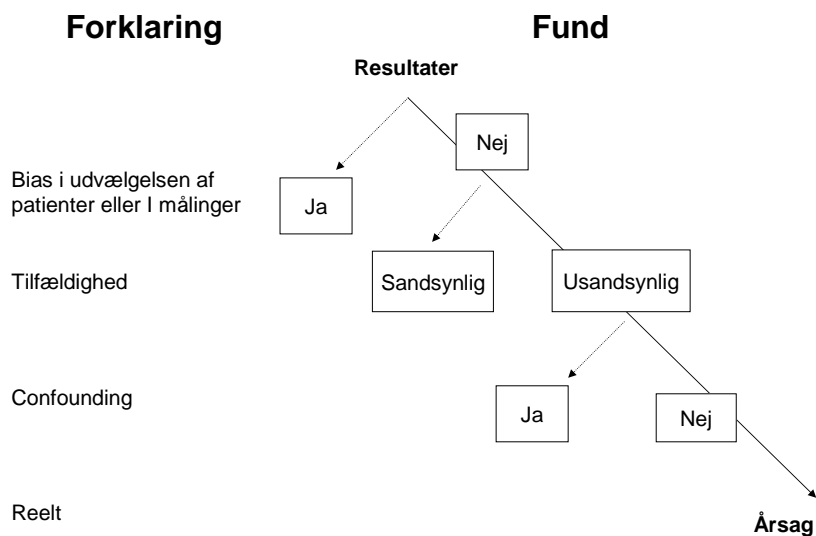 Forklaring
Fund
Resultater
Nej
Bias i udvælgelsen af
patienter eller I målinger
Ja
Tilfældighed
Sandsynlig
Usandsynlig
Confounding
Ja
Nej
Reelt
Årsag